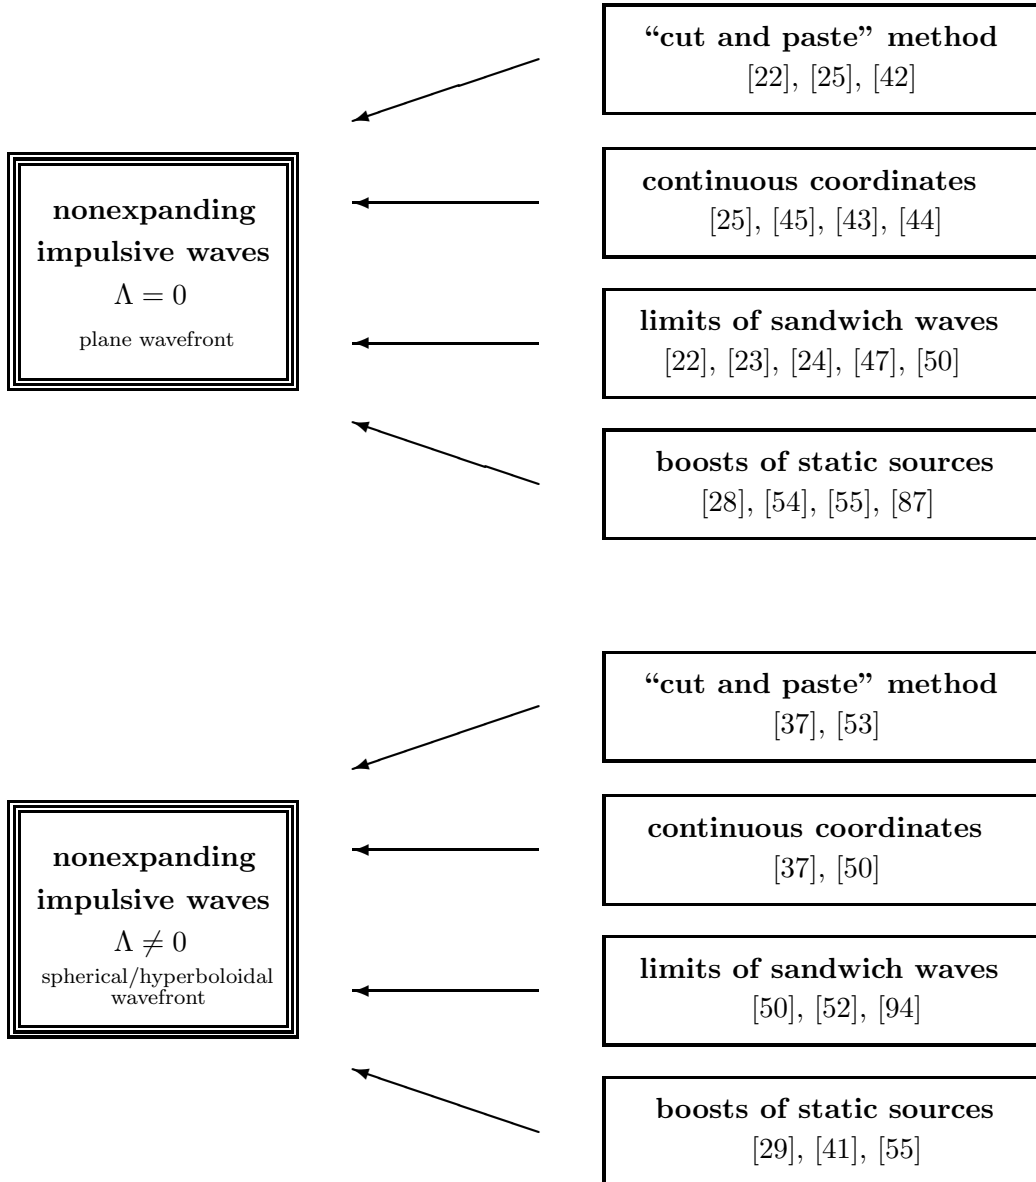 “cut and paste” method
[22], [25], [42]
continuous coordinates
[25], [45], [43], [44]
nonexpanding
impulsive waves
Λ = 0
plane wavefront
limits of sandwich waves
[22], [23], [24], [47], [50]
boosts of static sources
[28], [54], [55], [87]
“cut and paste” method
[37], [53]
continuous coordinates
[37], [50]
nonexpanding
impulsive waves
Λ ≠ 0
spherical/hyperboloidal
wavefront
limits of sandwich waves
[50], [52], [94]
boosts of static sources
[29], [41], [55]